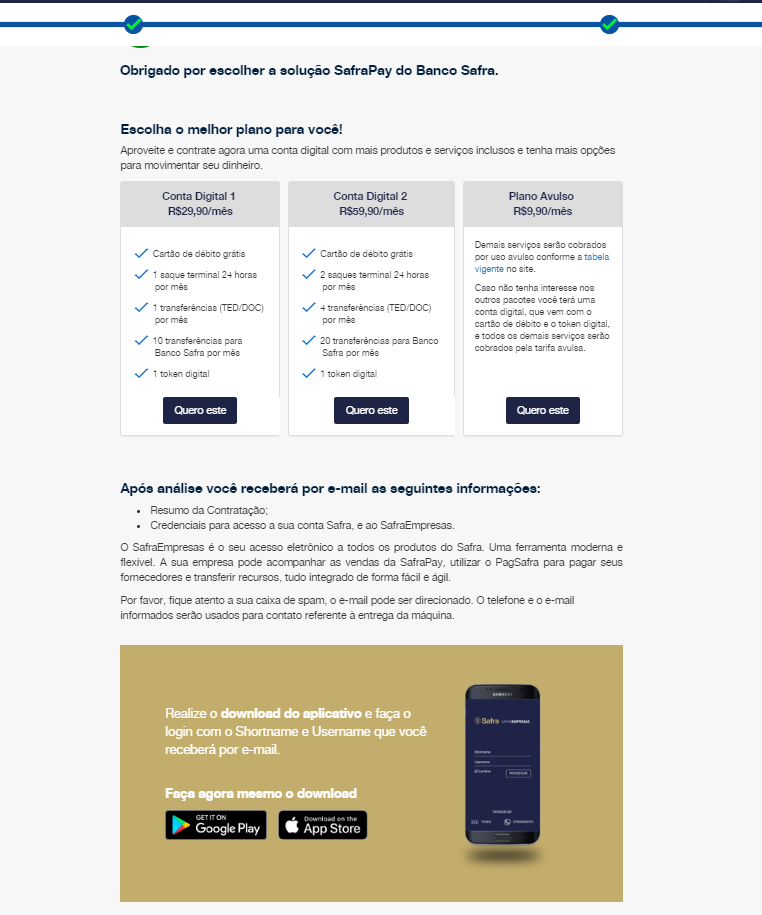 Obrigado por escolher a solução SafraPay do Banco Safra.
Escolha o melhor plano para você!
Aproveite e contrate agora uma conta digital com mais produtos e serviços inclusos e tenha mais opções
para movimentar seu dinheiro.
Conta Digital 1
R$29,90/mês
Cartão de débito grátis
1 saque terminal 24 horas
por mês
1 transferências (TED/DOC)
por mês
10 transferências para
Banco Safra por mês
1 token digital
Quero este
Conta Digital 2
R$59,90/mês
Cartão de débito grátis
2 saques terminal 24 horas
por mês
4 transferências (TED/DOC)
por mês
20 transferências para Banco
Safra por mês
1 token digital
Quero este
Plano Avulso
R$9,90/mês
Demais serviços serão cobrados
por uso avulso conforme a tabela
vigente no site.
Caso não tenha interesse nos
outros pacotes você terá uma
conta digital, que vem com o
cartão de débito e o token digital,
e todos os demais serviços serão
cobrados pela tarifa avulsa.
Quero este
Após análise você receberá por e-mail as seguintes informações:
Resumo da Contratação;
Credenciais para acesso a sua conta Safra, e ao SafraEmpresas.
O SafraEmpresas é o seu acesso eletrônico a todos os produtos do Safra. Uma ferramenta moderna e
flexível. A sua empresa pode acompanhar as vendas da SafraPay, utilizar o PagSafra para pagar seus
fornecedores e transferir recursos, tudo integrado de forma fácil e ágil.
Por favor, fique atento a sua caixa de spam, o e-mail pode ser direcionado. O telefone e o e-mail
informados serão usados para contato referente à entrega da máquina.
Realize o download do aplicativo e faça o
login com o Shortname e Username que você
receberá por e-mail.
Faça agora mesmo o download
GET IT ON
Google Play
Download on the
App Store
SAMSUNG
Safra SAFRAEMPRESAS
Shortname
Username
Lembrar
PROSSEGUIR
TOKEN
ATENDIMENTO